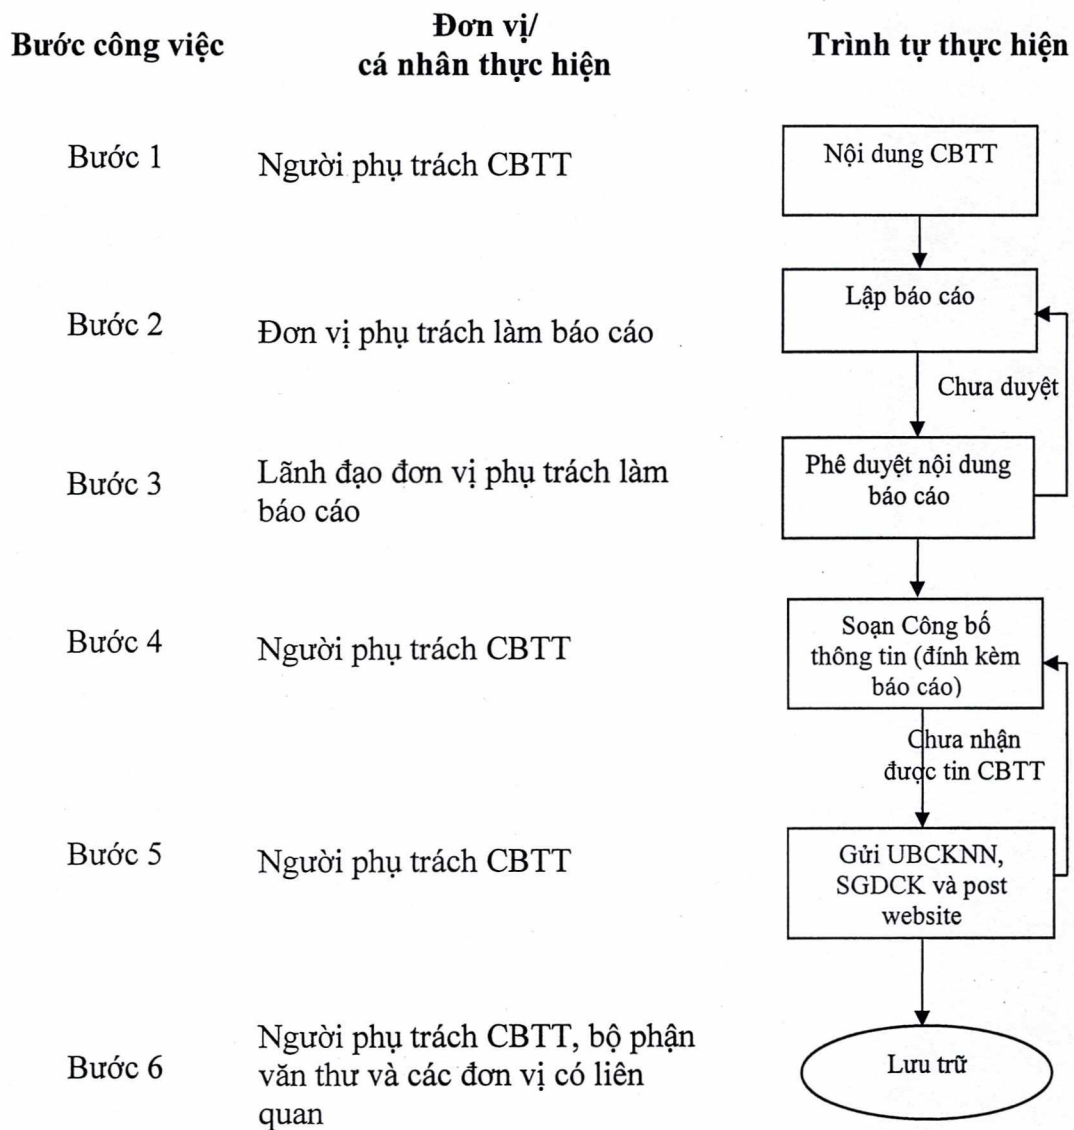 Bước công việc
Đơn vị/
cá nhân thực hiện
Trình tự thực hiện
Bước 1
Người phụ trách CBTT
Nội dung CBTT
Bước 2
Đơn vị phụ trách làm báo cáo
Lập báo cáo
Chưa duyệt
Bước 3
Lãnh đạo đơn vị phụ trách làm
báo cáo
Phê duyệt nội dung
báo cáo
Bước 4
Người phụ trách CBTT
Soạn Công bố
thông tin (đính kèm
báo cáo)
Chưa nhận
được tin CBTT
Bước 5
Người phụ trách CBTT
Gửi UBCKNN,
SGDCK và post
website
Bước 6
Người phụ trách CBTT, bộ phận
văn thư và các đơn vị có liên
quan
Lưu trữ